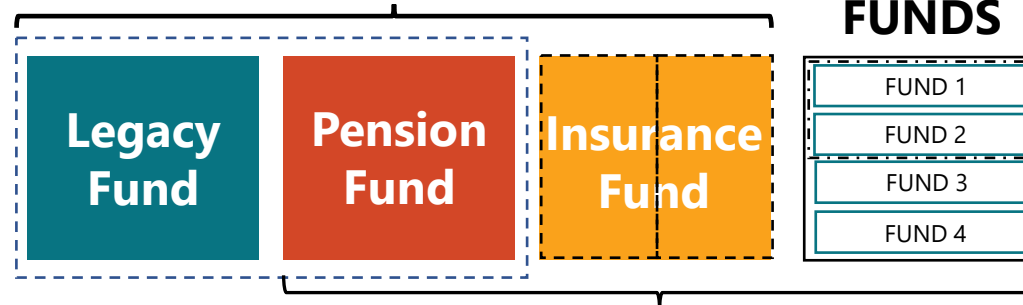 FUNDS
Legacy
Fund
Pension
Fund
Insurance
Fund
FUND 1
FUND 2
FUND 3
FUND 4